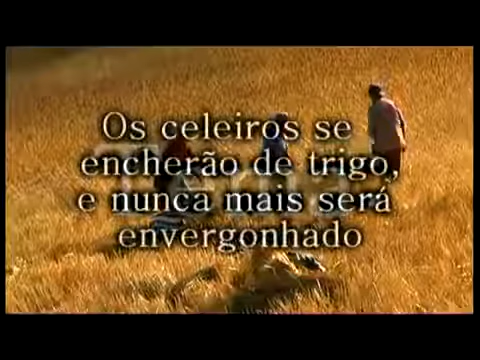 Os celeiros se
encherão de trigo,
e nunca mais será
envergonhado